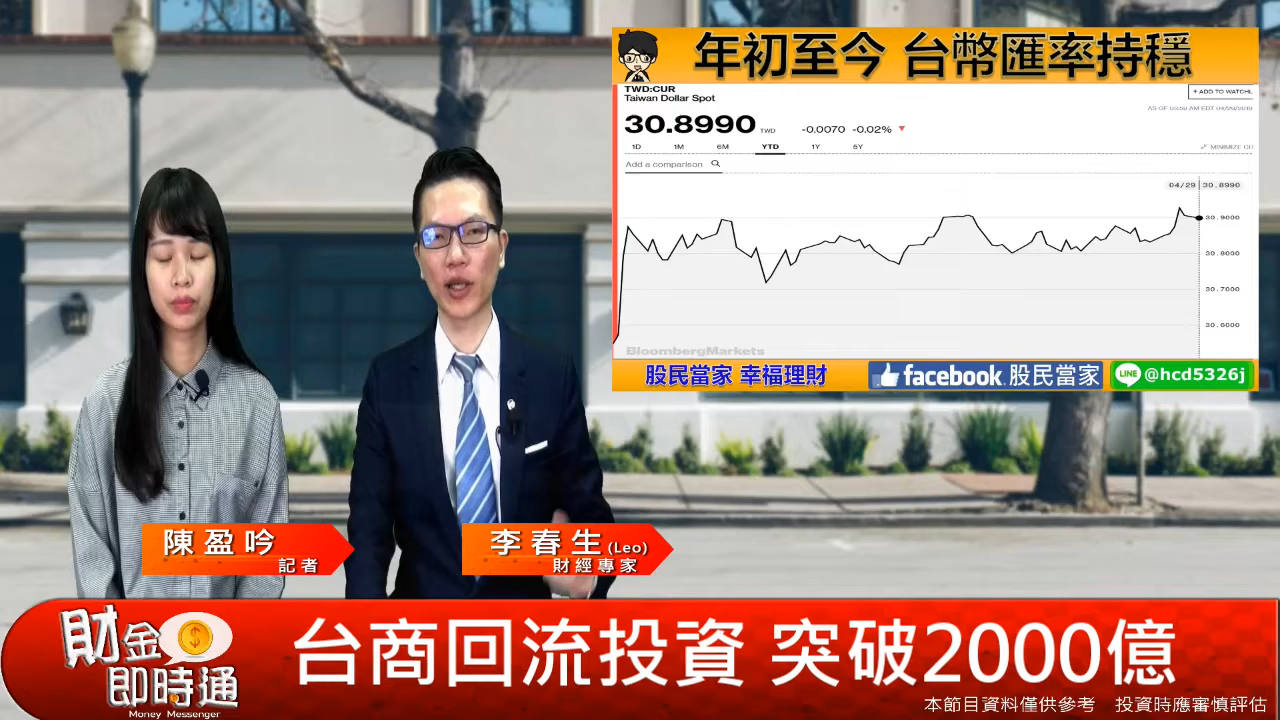 年初至今 台幣匯率持穩
TWD:CUR
Taiwan Dollar Spot
+ ADD TO WATCHL
30.8990 TWD -0.0070 -0.02%
1D 1M 6M YTD 1Y 5Y
MINIMIZE CH
Add a comparison
04/29 30.8990
30.9000
30.8000
30.7000
30.6000
BloombergMarkets
股民當家 幸福理財
facebook.股民當家
LINE @hcd5326j
陳盈吟
記者
李春生(Leo)
財經專家
財金
即時通
Money Messenger
台商回流投資 突破2000億
本節目資料僅供參考 投資時應審慎評估